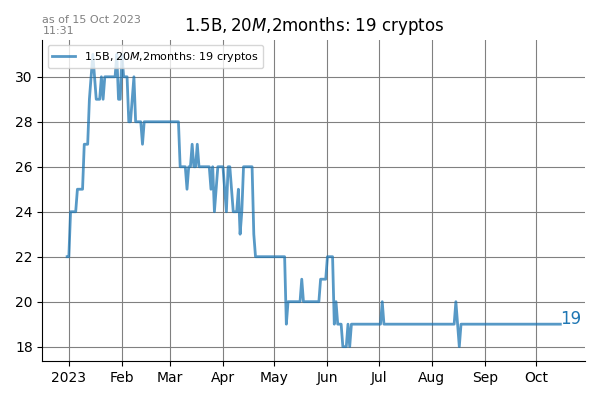 as of 15 Oct 2023
11:31
1.5B, 20M, 2months: 19 cryptos
1.5B, 20M, 2months: 19 cryptos
30
28
26
24
22
20
18
19
2023 Feb Mar Apr May Jun Jul Aug Sep Oct